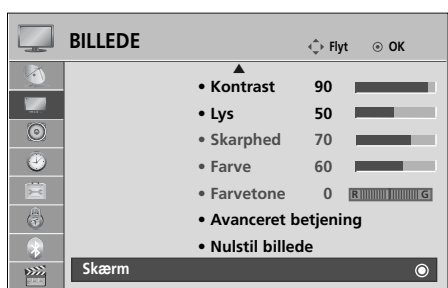 BILLEDE Flyt OK
• Kontrast 90
• Lys 50
• Skarphed 70
• Farve 60
• Farvetone 0 R G
• Avanceret betjening
• Nulstil billede
Skærm